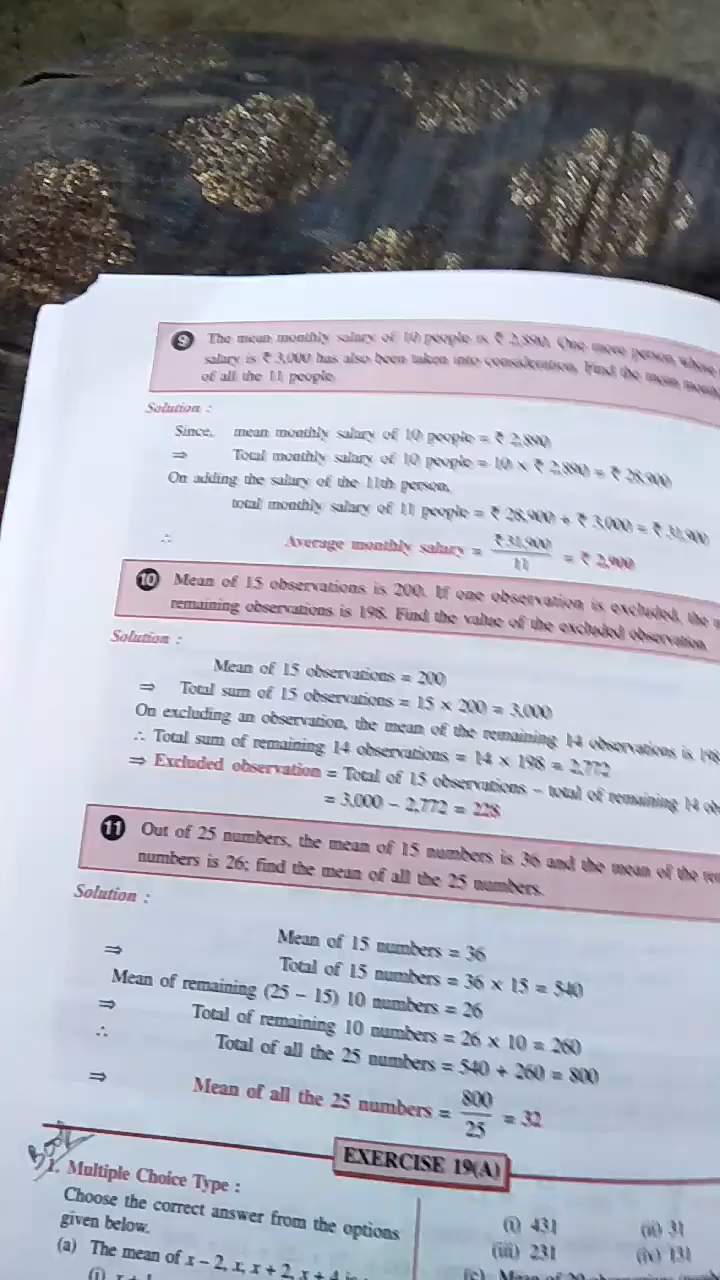 9 The mean monthly salary of 10 people is ₹ 2,890. One more person whose
salary is ₹ 3,000 has also been taken into consideration. Find the mean
of all the 11 people.
Solution :
Since, mean monthly salary of 10 people = ₹ 2,890
⇒ Total monthly salary of 10 people = 10 × ₹ 2,890 = ₹ 28,900
On adding the salary of the 11th person,
total monthly salary of 11 people = ₹ 28,900 + ₹ 3,000 = ₹ 31,900
∴ Average monthly salary = ₹ 31,900 / 11 = ₹ 2,900
10 Mean of 15 observations is 200. If one observation is excluded, the
remaining observations is 198. Find the value of the excluded observation.
Solution :
Mean of 15 observations = 200
⇒ Total sum of 15 observations = 15 × 200 = 3,000
On excluding an observation, the mean of the remaining 14 observations is 198
∴ Total sum of remaining 14 observations = 14 × 198 = 2,772
⇒ Excluded observation = Total of 15 observations – total of remaining 14
= 3,000 – 2,772 = 228
11 Out of 25 numbers, the mean of 15 numbers is 36 and the mean of the
numbers is 26; find the mean of all the 25 numbers.
Solution :
Mean of 15 numbers = 36
⇒ Total of 15 numbers = 36 × 15 = 540
Mean of remaining (25 – 15) 10 numbers = 26
⇒ Total of remaining 10 numbers = 26 × 10 = 260
∴ Total of all the 25 numbers = 540 + 260 = 800
⇒ Mean of all the 25 numbers = 800 / 25 = 32
EXERCISE 19(A)
Book
1. Multiple Choice Type :
Choose the correct answer from the options
given below.
(a) The mean of x – 2, x, x + 2, x + 4 is
(i) x + 1
(i) 431 (ii) 31
(iii) 231 (iv) 131
(c) Mean of 20